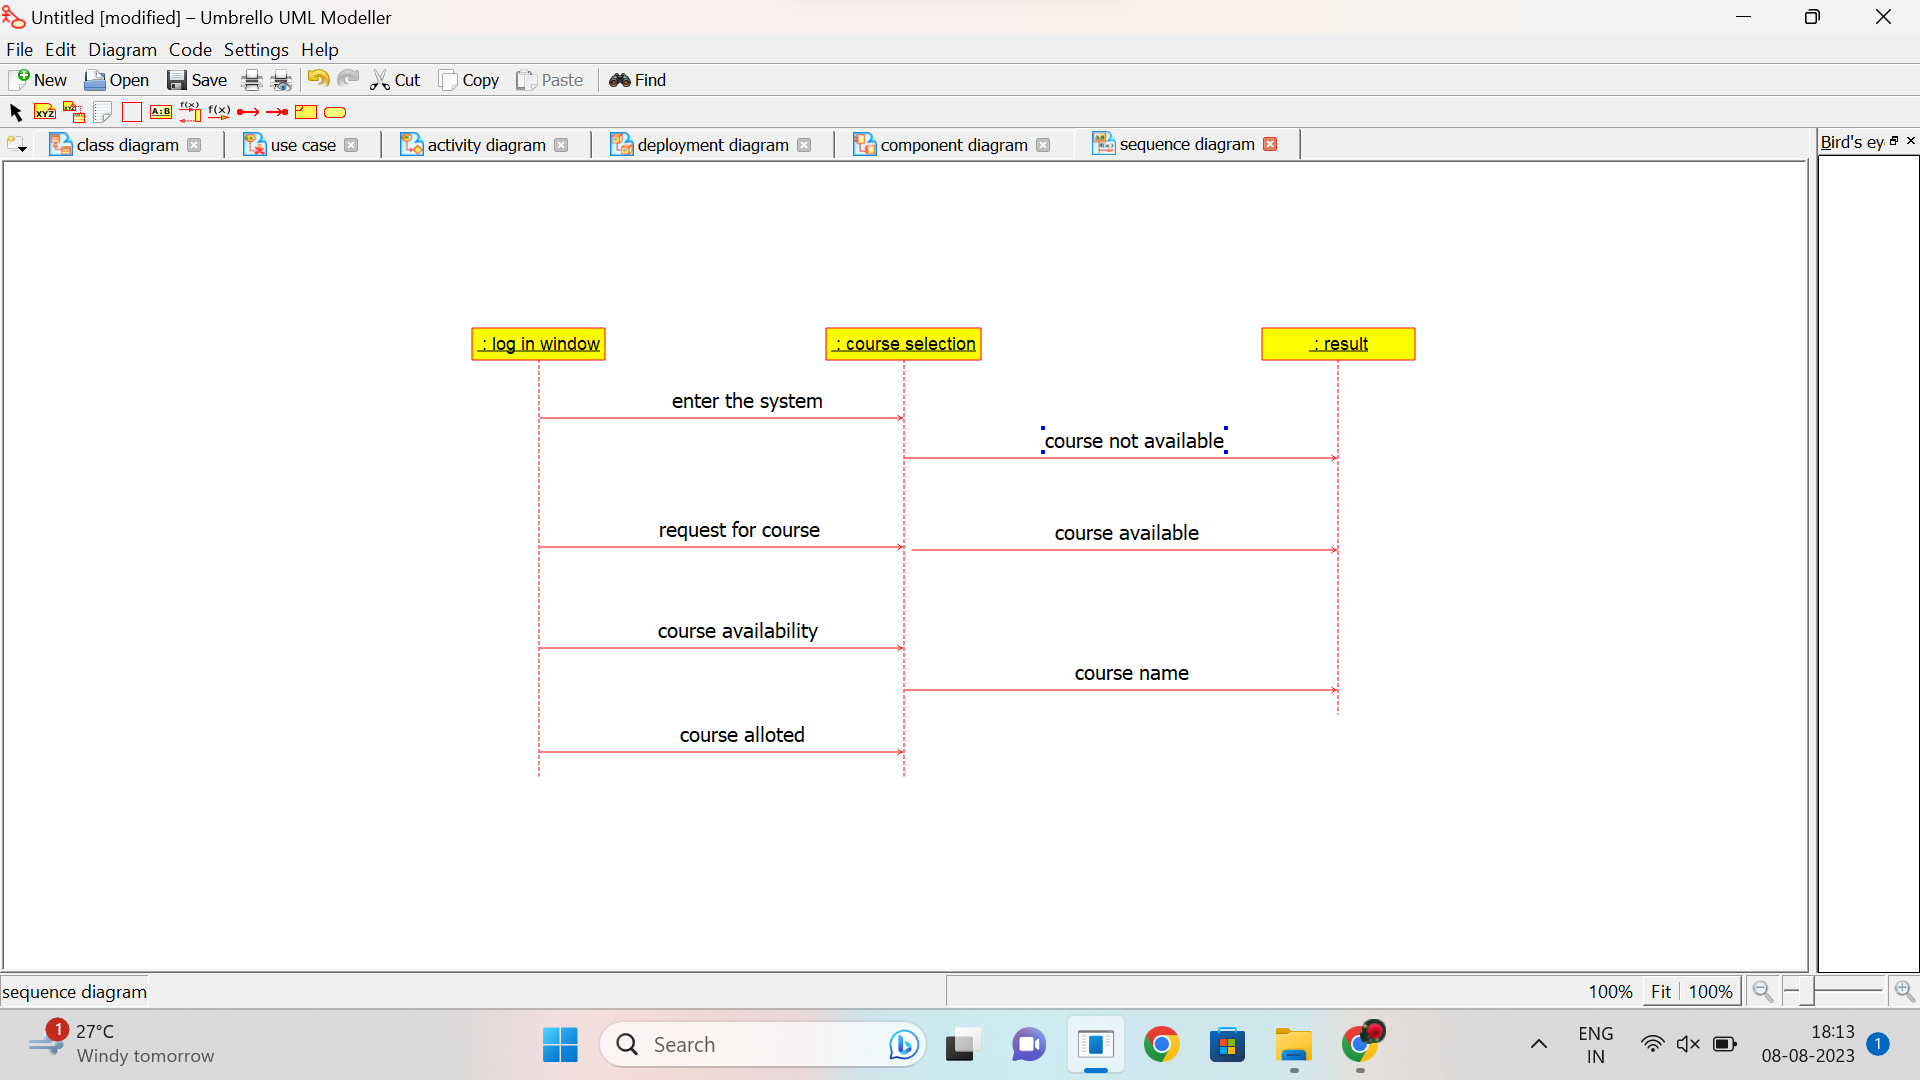 Untitled [modified] – Umbrello UML Modeller
File Edit Diagram Code Settings Help
New Open Save Cut Copy Paste Find
XYZ XYZ A:B f(x) f(x)
class diagram use case activity diagram deployment diagram component diagram sequence diagram Bird's ey
: log in window : course selection : result
enter the system
course not available
request for course course available
course availability
course name
course alloted
sequence diagram 100% Fit 100%
1 27°C
Windy tomorrow
Search
ENG
IN
18:13
08-08-2023 1